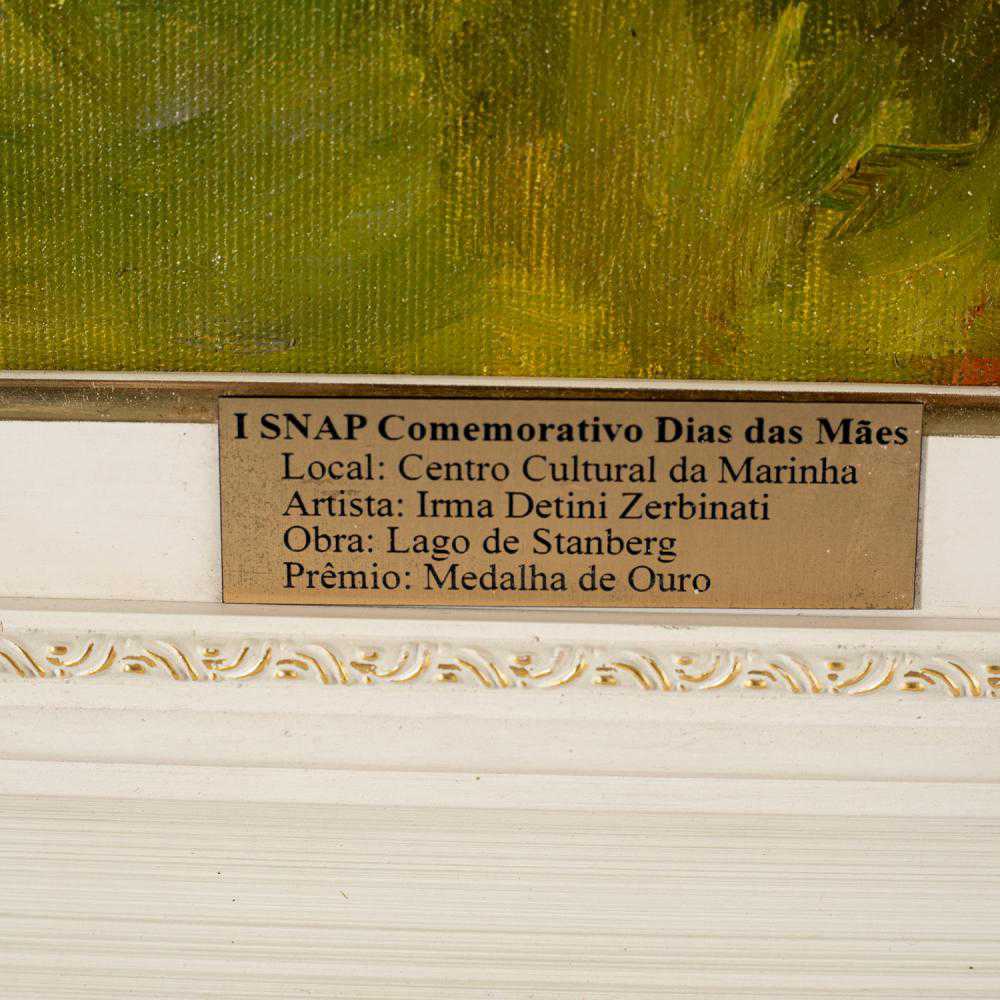 I SNAP Comemorativo Dias das Mães
Local: Centro Cultural da Marinha
Artista: Irma Detini Zerbinati
Obra: Lago de Stanberg
Prêmio: Medalha de Ouro